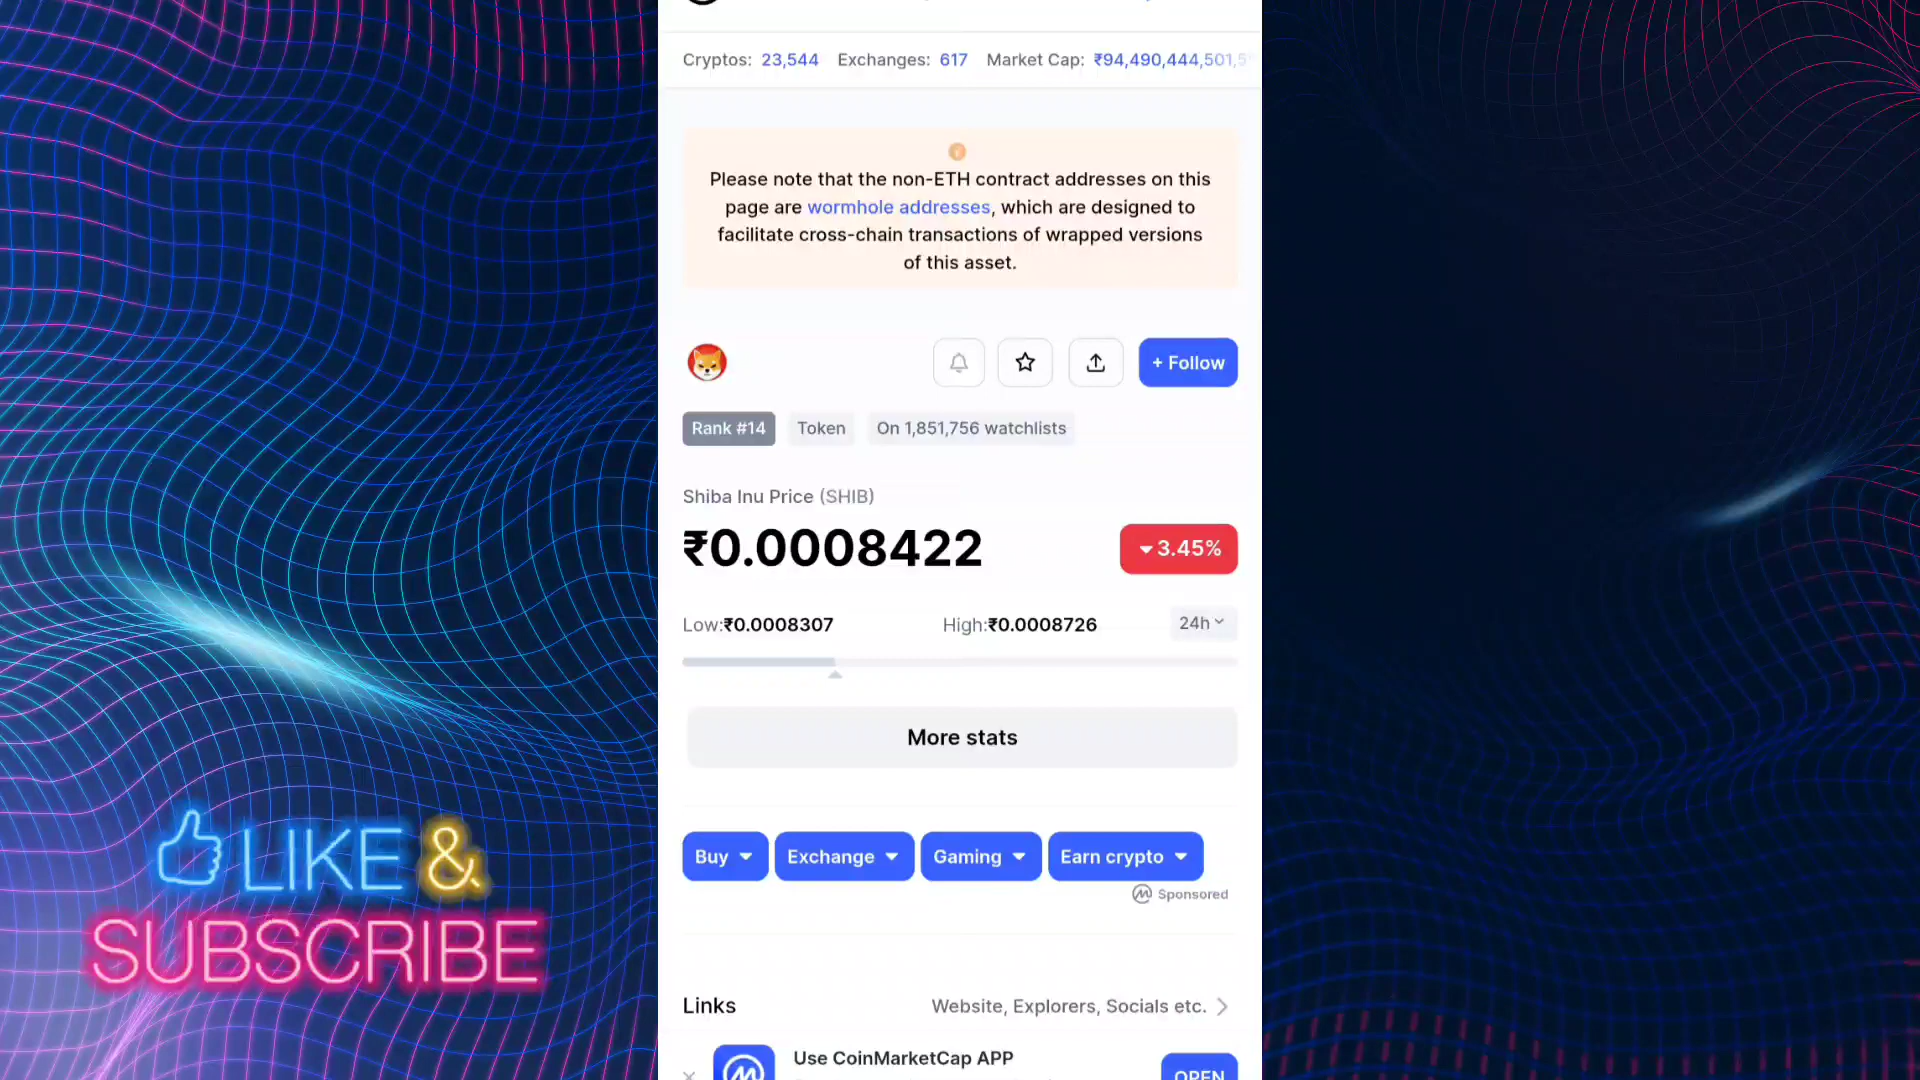 Cryptos: 23,544 Exchanges: 617 Market Cap: ₹94,490,444,501,5
Please note that the non-ETH contract addresses on this
page are wormhole addresses, which are designed to
facilitate cross-chain transactions of wrapped versions
of this asset.
+ Follow
Rank #14 Token On 1,851,756 watchlists
Shiba Inu Price (SHIB)
₹0.0008422 3.45%
Low:₹0.0008307 High:₹0.0008726 24h
More stats
Buy Exchange Gaming Earn crypto
Sponsored
LIKE &
SUBSCRIBE
Links Website, Explorers, Socials etc.
Use CoinMarketCap APP
OPEN